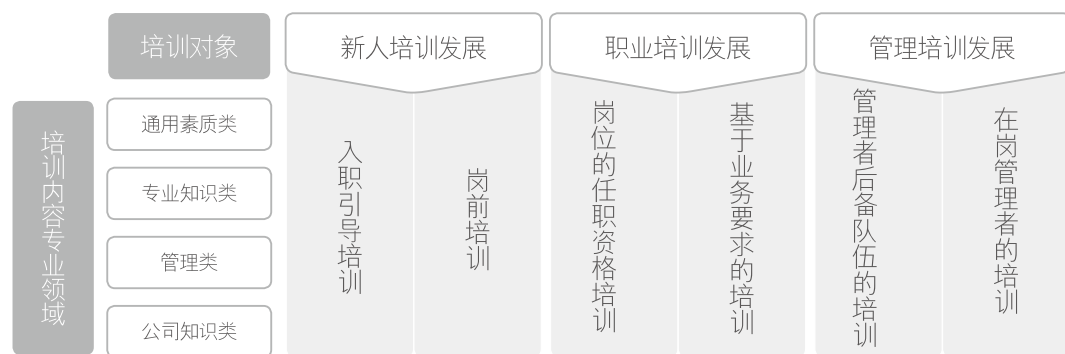 培训对象
新人培训发展
职业培训发展
管理培训发展
培训内容专业领域
通用素质类
专业知识类
管理类
公司知识类
入职引导培训
岗前培训
岗位的任职资格培训
基于业务要求的培训
管理者后备队伍的培训
在岗管理者的培训